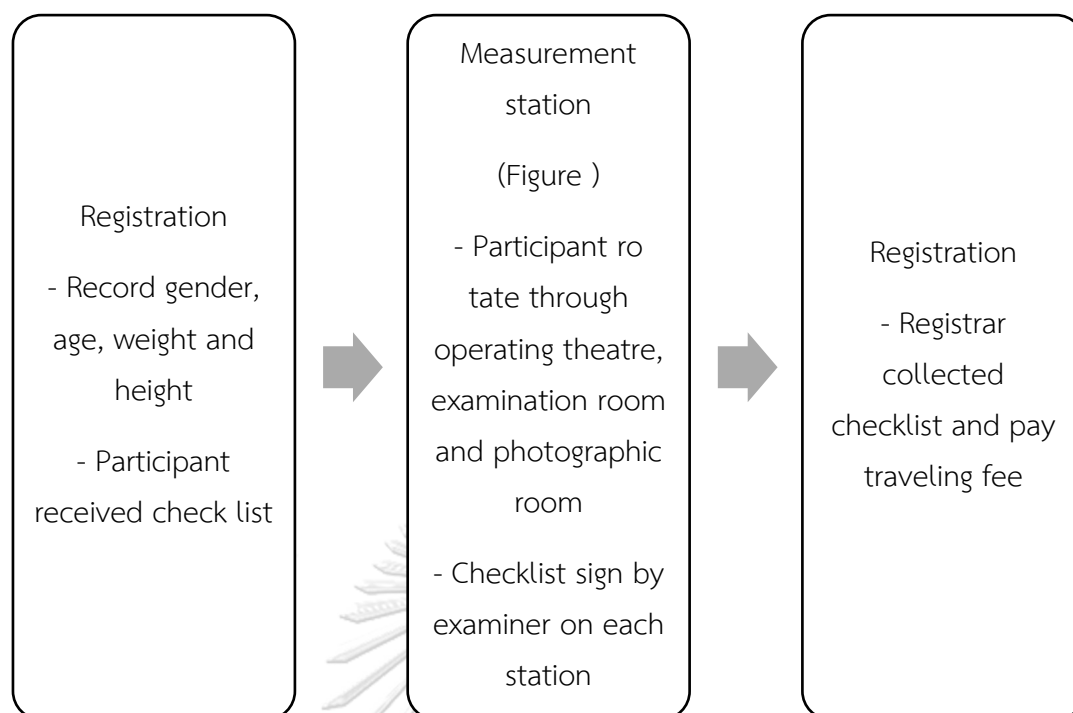 Registration
- Record gender,
age, weight and
height
- Participant
received check list
Measurement
station
(Figure )
- Participant ro
tate through
operating theatre,
examination room
and photographic
room
- Checklist sign by
examiner on each
station
Registration
- Registrar
collected
checklist and pay
traveling fee